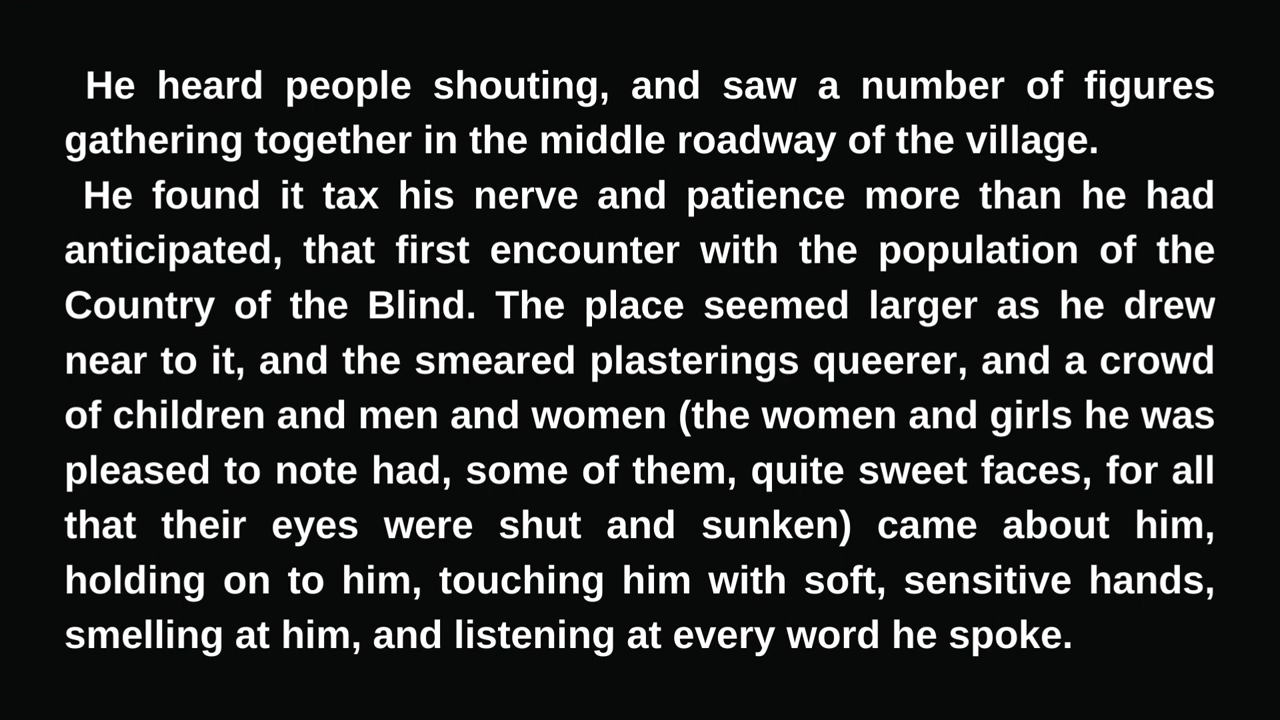 He heard people shouting, and saw a number of figures
gathering together in the middle roadway of the village.
He found it tax his nerve and patience more than he had
anticipated, that first encounter with the population of the
Country of the Blind. The place seemed larger as he drew
near to it, and the smeared plasterings queerer, and a crowd
of children and men and women (the women and girls he was
pleased to note had, some of them, quite sweet faces, for all
that their eyes were shut and sunken) came about him,
holding on to him, touching him with soft, sensitive hands,
smelling at him, and listening at every word he spoke.